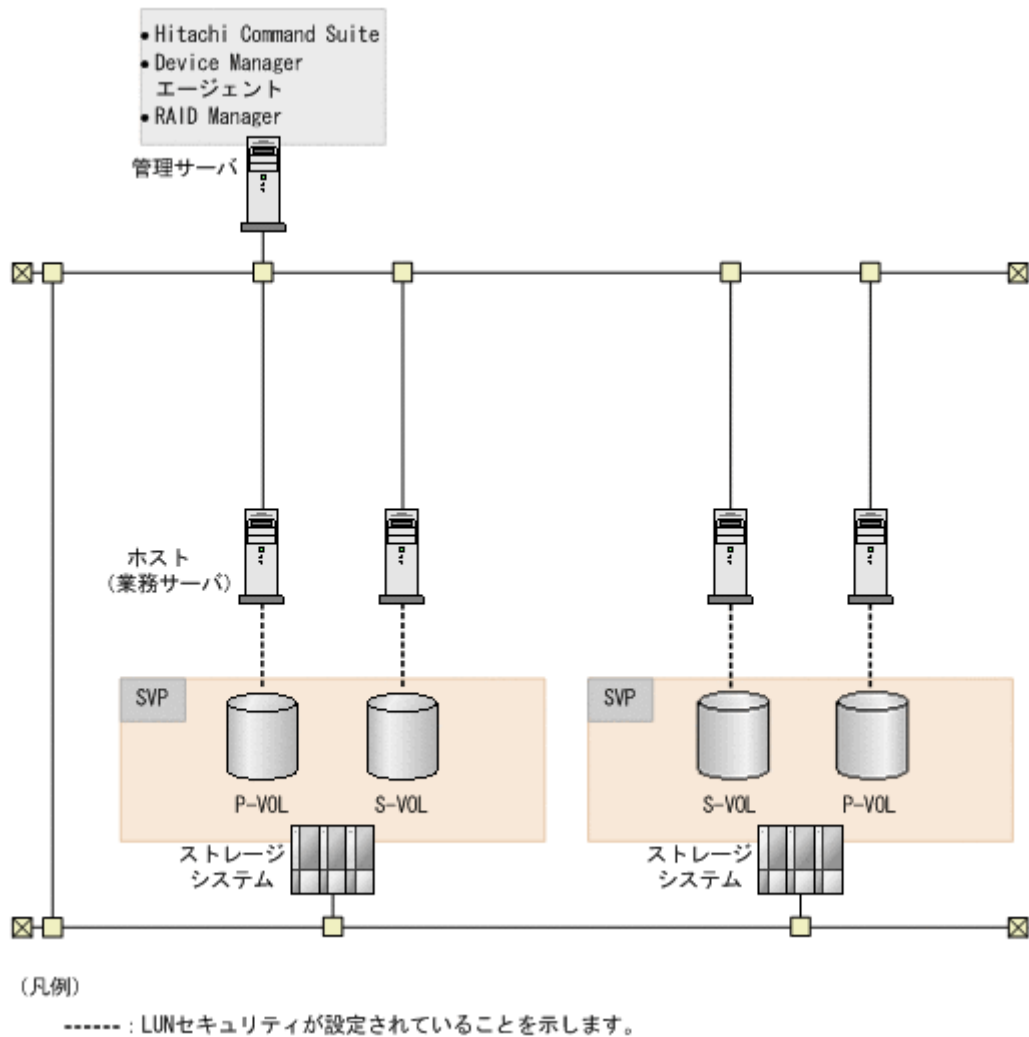 • Hitachi Command Suite
• Device Manager
エージェント
• RAID Manager
管理サーバ
ホスト
（業務サーバ）
SVP
P-VOL
S-VOL
ストレージ
システム
SVP
S-VOL
P-VOL
ストレージ
システム
（凡例）
------ : LUNセキュリティが設定されていることを示します。